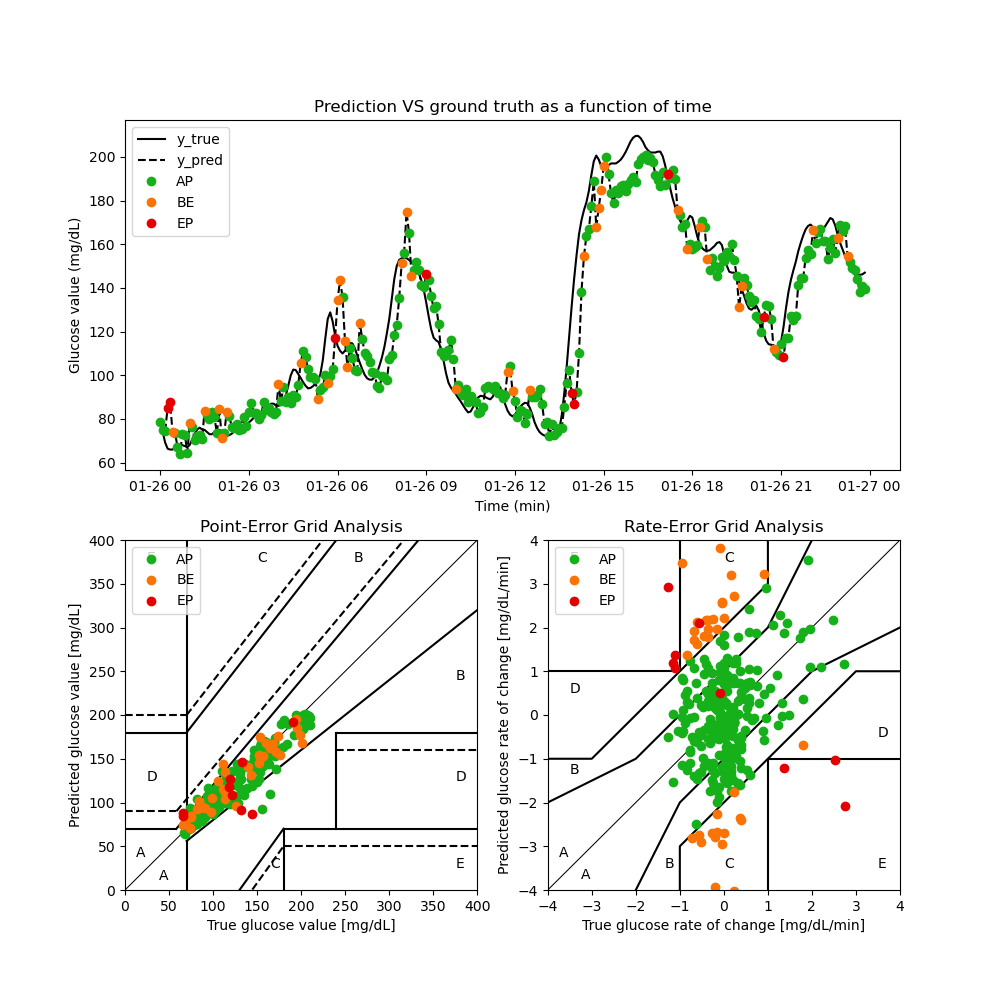 Prediction VS ground truth as a function of time
Glucose value (mg/dL)
200
180
160
140
120
100
80
60
y_true
y_pred
AP
BE
EP
01-26 00 01-26 03 01-26 06 01-26 09 01-26 12 01-26 15 01-26 18 01-26 21 01-27 00
Time (min)
Point-Error Grid Analysis
Predicted glucose value [mg/dL]
400
350
300
250
200
150
100
50
0
AP
BE
EP
C
B
B
D
D
A
A
C
E
0 50 100 150 200 250 300 350 400
True glucose value [mg/dL]
Rate-Error Grid Analysis
Predicted glucose rate of change [mg/dL/min]
4
3
2
1
0
−1
−2
−3
−4
AP
BE
EP
C
D
D
B
A
A
B
C
E
−4 −3 −2 −1 0 1 2 3 4
True glucose rate of change [mg/dL/min]